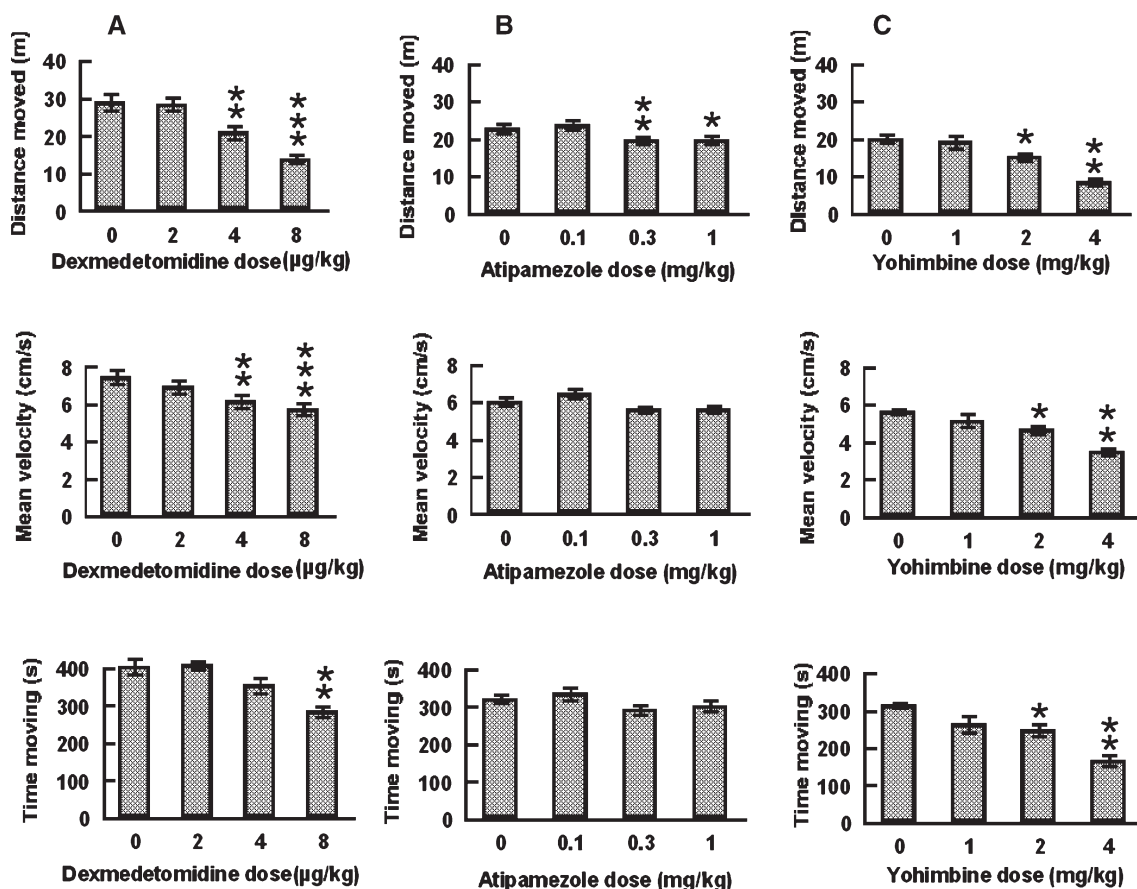 A
B
C
Distance moved (m)
40
30
20
10
0
* *
* * *
0 2 4 8
Dexmedetomidine dose (µg/kg)
Distance moved (m)
40
30
20
10
0
* *
*
0 0.1 0.3 1
Atipamezole dose (mg/kg)
Distance moved (m)
40
30
20
10
0
*
* *
0 1 2 4
Yohimbine dose (mg/kg)
Mean velocity (cm/s)
8
6
4
2
0
* *
* * *
0 2 4 8
Dexmedetomidine dose(µg/kg)
Mean velocity (cm/s)
8
6
4
2
0
0 0.1 0.3 1
Atipamezole dose (mg/kg)
Mean velocity (cm/s)
8
6
4
2
0
*
* *
0 1 2 4
Yohimbine dose (mg/kg)
Time moving (s)
400
300
200
100
0
* *
0 2 4 8
Dexmedetomidine dose(µg/kg)
Time moving (s)
400
300
200
100
0
0 0.1 0.3 1
Atipamezole dose (mg/kg)
Time moving (s)
400
300
200
100
0
*
* *
0 1 2 4
Yohimbine dose (mg/kg)